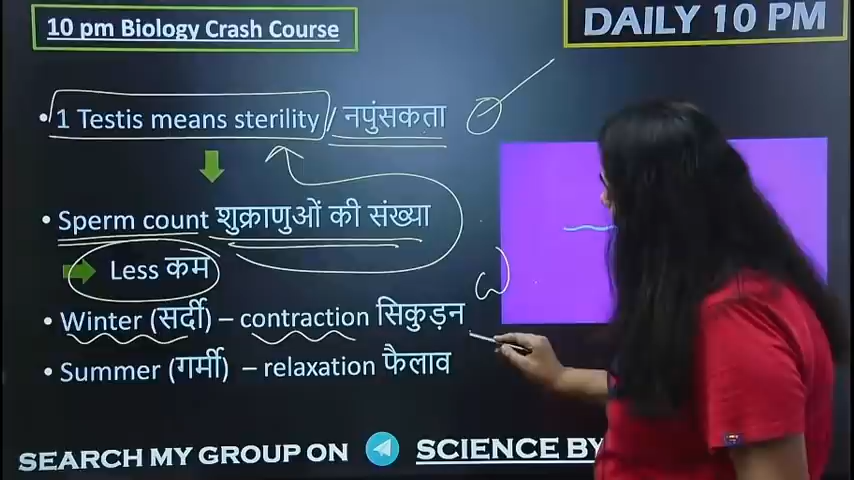 10 pm Biology Crash Course
DAILY 10 PM
• 1 Testis means sterility / नपुंसकता
• Sperm count शुक्राणुओं की संख्या
Less कम
• Winter (सर्दी) – contraction सिकुड़न
• Summer (गर्मी) – relaxation फैलाव
SEARCH MY GROUP ON SCIENCE BY